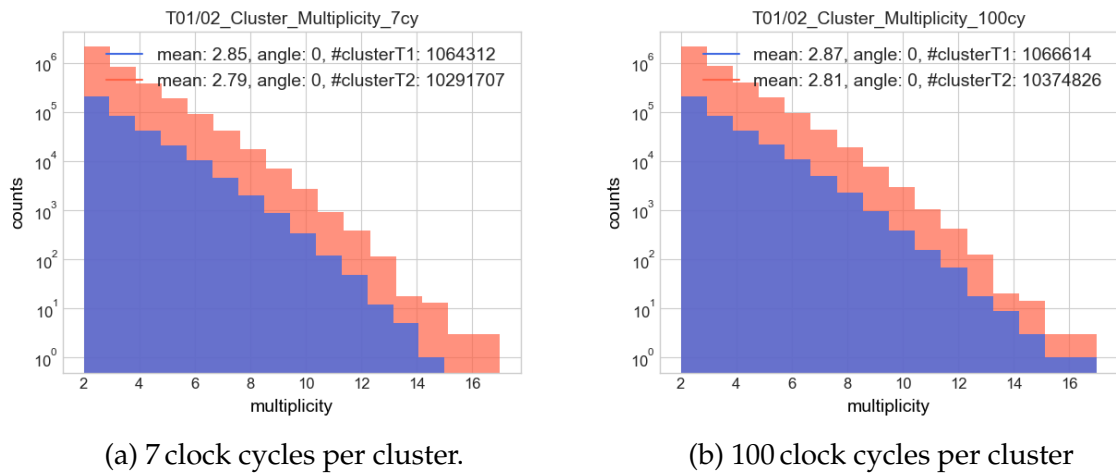 T01/02_Cluster_Multiplicity_7cy
mean: 2.85, angle: 0, #clusterT1: 1064312
mean: 2.79, angle: 0, #clusterT2: 10291707
10^6
10^5
10^4
10^3
10^2
10^1
10^0
counts
2 4 6 8 10 12 14 16
multiplicity
(a) 7 clock cycles per cluster.
T01/02_Cluster_Multiplicity_100cy
mean: 2.87, angle: 0, #clusterT1: 1066614
mean: 2.81, angle: 0, #clusterT2: 10374826
10^6
10^5
10^4
10^3
10^2
10^1
10^0
counts
2 4 6 8 10 12 14 16
multiplicity
(b) 100 clock cycles per cluster